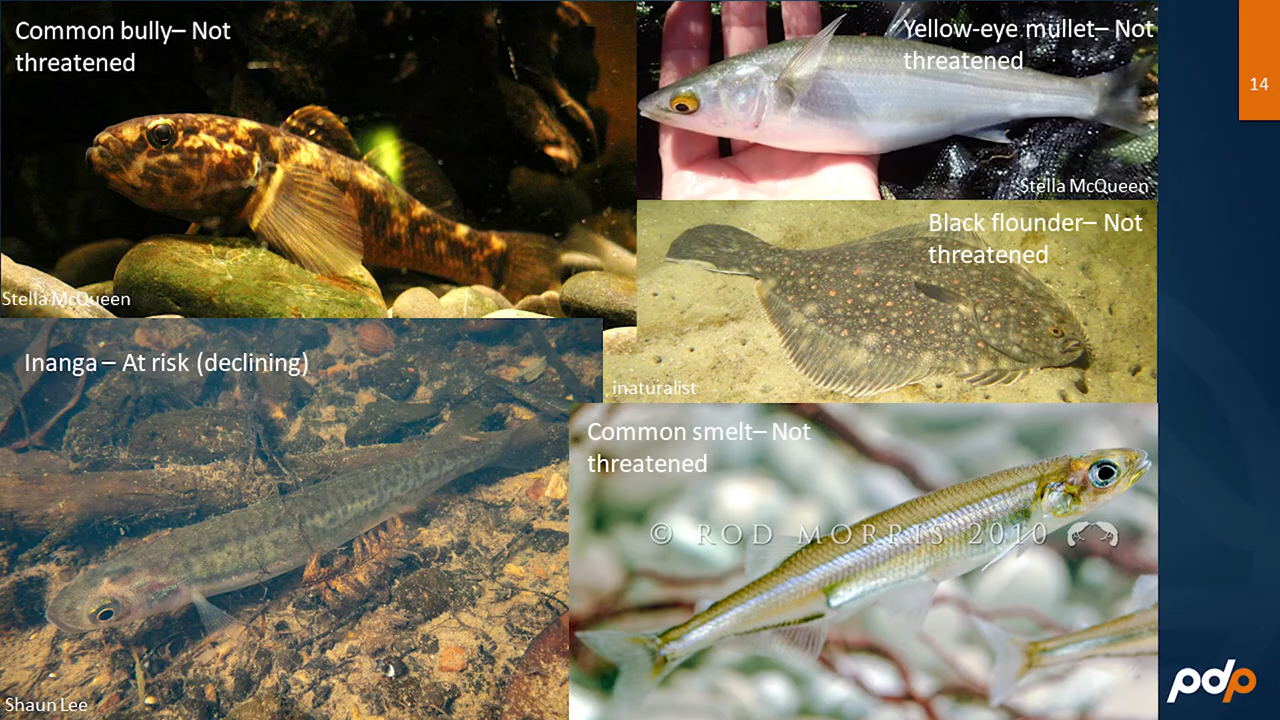 Common bully– Not
threatened
Stella McQueen
Yellow-eye mullet– Not
threatened
Stella McQueen
14
Black flounder– Not
threatened
inaturalist
Inanga – At risk (declining)
Shaun Lee
Common smelt– Not
threatened
© ROD MORRIS 2010
pdp